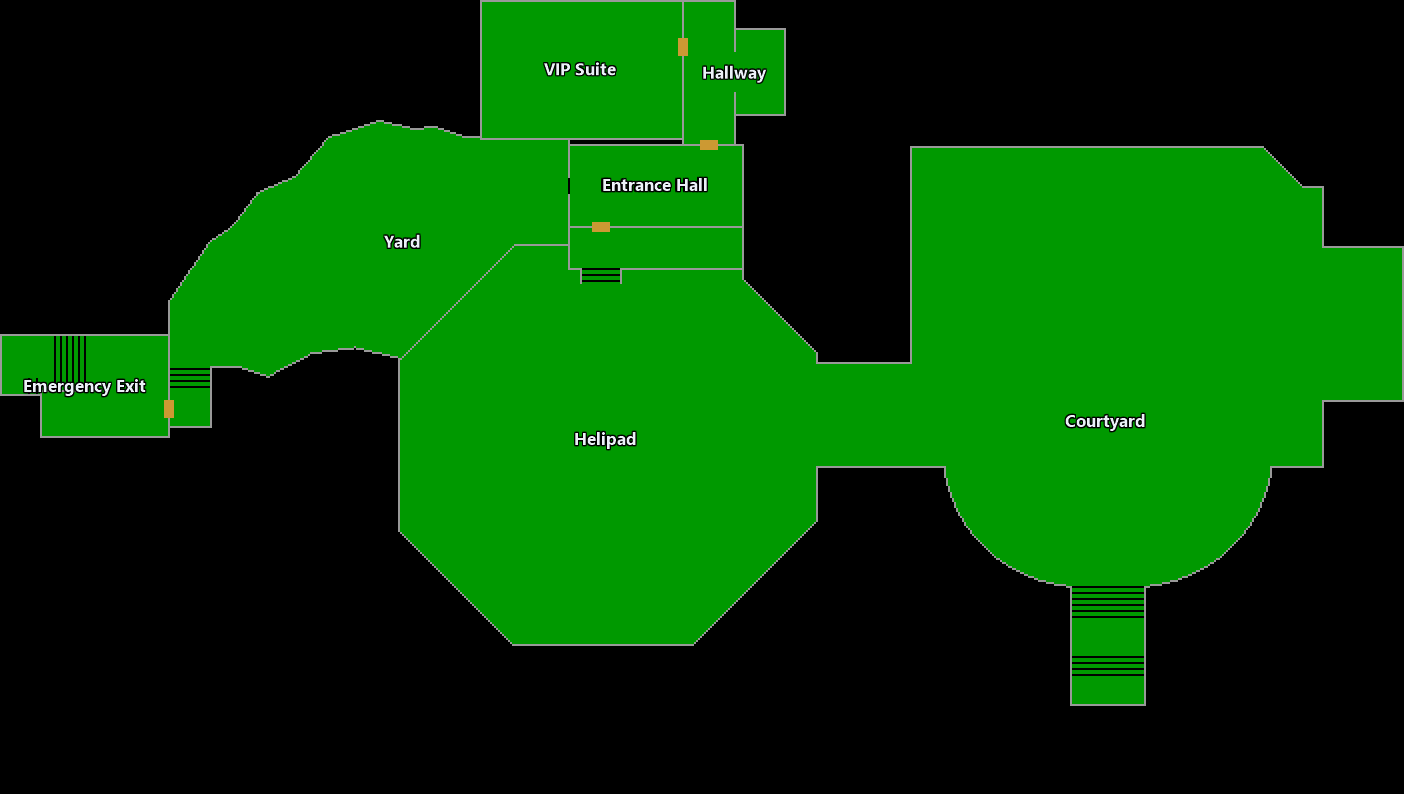 VIP Suite
Hallway
Entrance Hall
Yard
Emergency Exit
Helipad
Courtyard